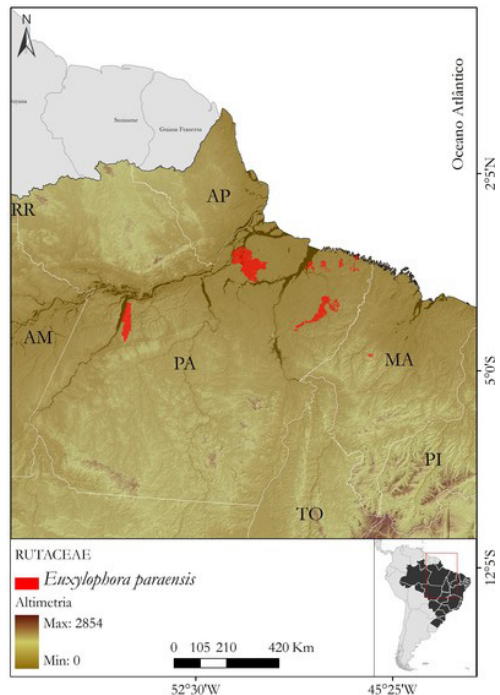 N
Suriname
Guiana Francesa
Oceano Atlântico
2°5'N
AP
RR
AM
PA
MA
5°0'S
PI
TO
RUTACEAE
Euxylophora paraensis
Altimetria
Max: 2854
Min: 0
0 105 210 420 Km
12°5'S
52°30'W
45°25'W